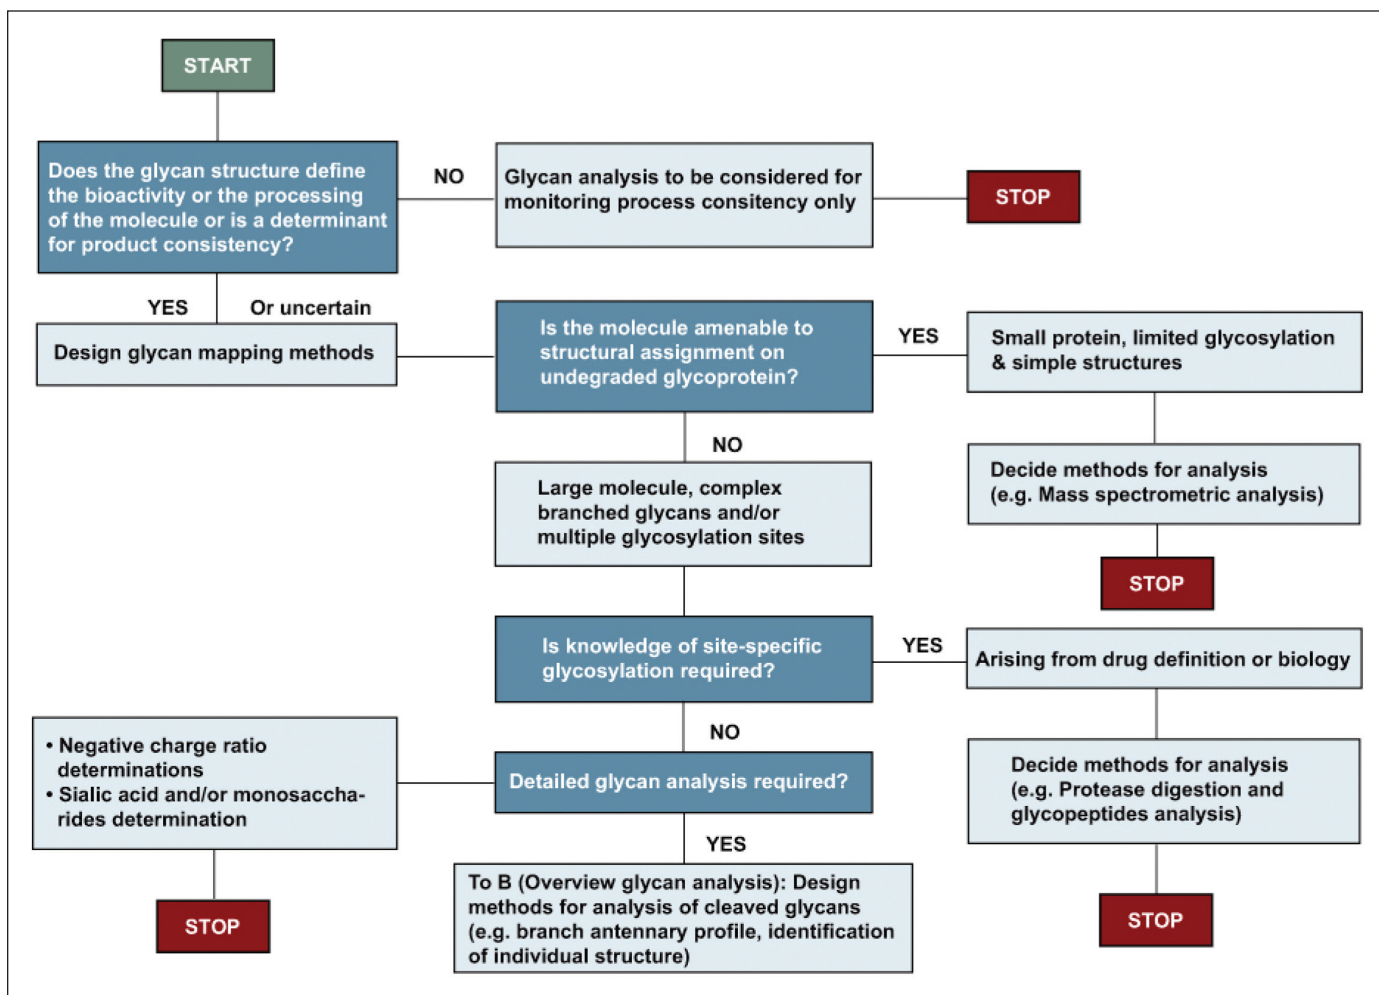 START
Does the glycan structure define
the bioactivity or the processing
of the molecule or is a determinant
for product consistency?
NO
Glycan analysis to be considered for
monitoring process consitency only
STOP
YES
Or uncertain
Design glycan mapping methods
Is the molecule amenable to
structural assignment on
undegraded glycoprotein?
YES
Small protein, limited glycosylation
& simple structures
Decide methods for analysis
(e.g. Mass spectrometric analysis)
STOP
NO
Large molecule, complex
branched glycans and/or
multiple glycosylation sites
Is knowledge of site-specific
glycosylation required?
YES
Arising from drug definition or biology
Decide methods for analysis
(e.g. Protease digestion and
glycopeptides analysis)
STOP
NO
Detailed glycan analysis required?
• Negative charge ratio
determinations
• Sialic acid and/or monosaccha-
rides determination
STOP
YES
To B (Overview glycan analysis): Design
methods for analysis of cleaved glycans
(e.g. branch antennary profile, identification
of individual structure)